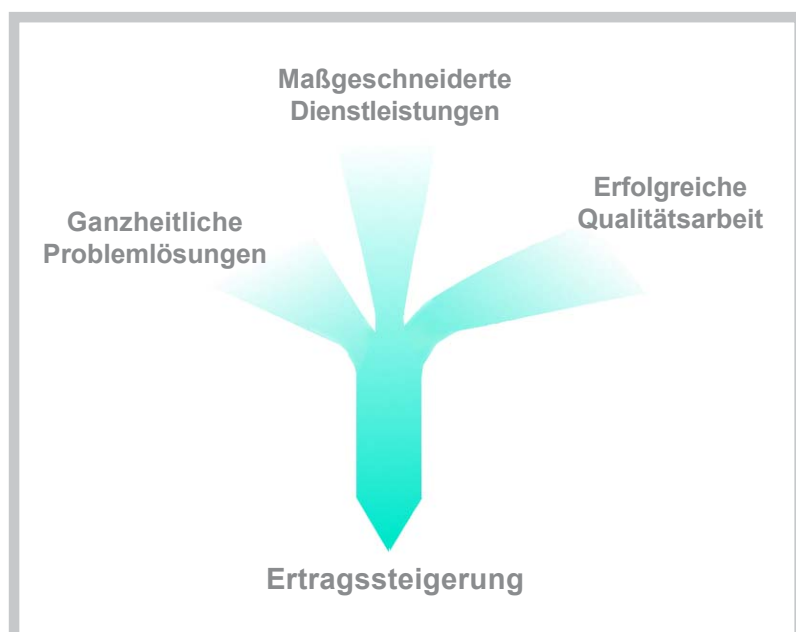 Maßgeschneiderte
Dienstleistungen
Ganzheitliche
Problemlösungen
Erfolgreiche
Qualitätsarbeit
Ertragssteigerung